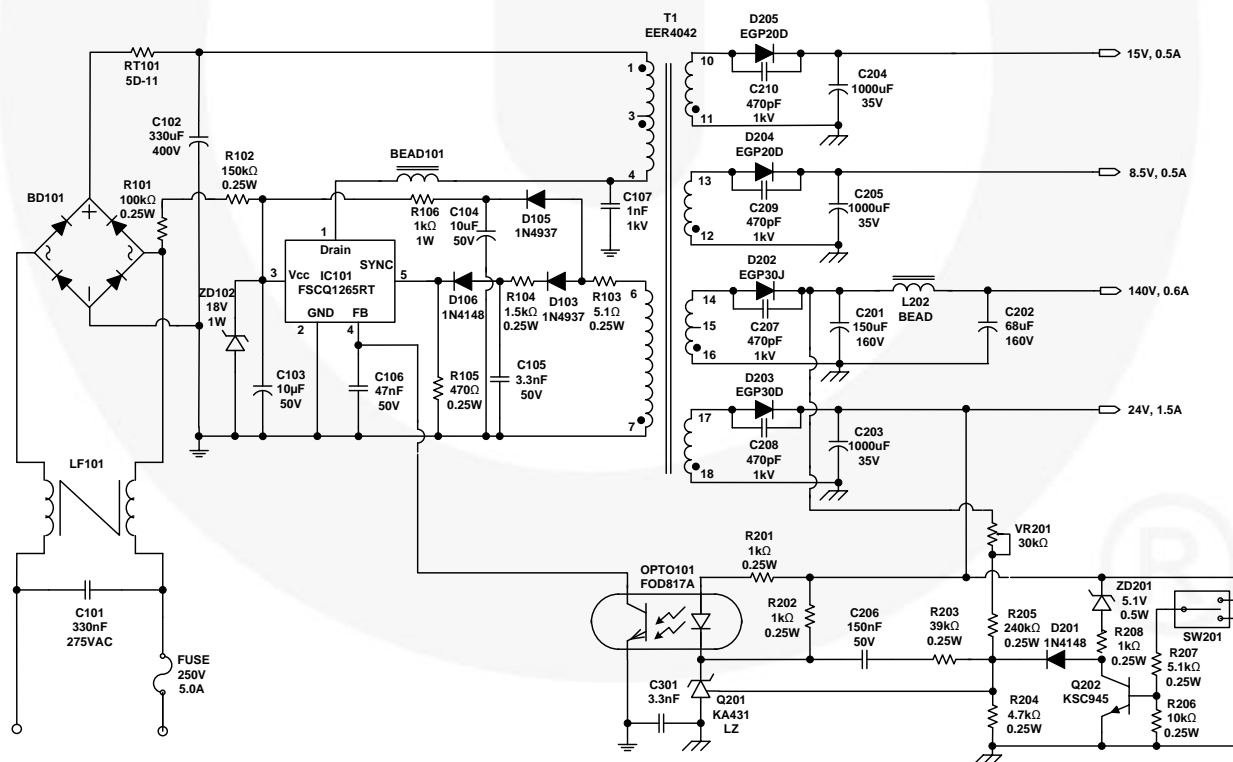 T1
EER4042
D205
EGP20D
RT101
5D-11
1
3
4
10
11
C210
470pF
1kV
C204
1000uF
35V
15V, 0.5A
C102
330uF
400V
BEAD101
D204
EGP20D
13
12
C209
470pF
1kV
C205
1000uF
35V
8.5V, 0.5A
R102
150kΩ
0.25W
R101
100kΩ
0.25W
BD101
+
~
~
R106
1kΩ
1W
C104
10uF
50V
D105
1N4937
C107
1nF
1kV
1
Drain
3
Vcc
IC101
FSCQ1265RT
SYNC
5
GND
FB
2
4
D106
1N4148
R104
1.5kΩ
0.25W
D103
1N4937
R103
5.1Ω
0.25W
6
7
D202
EGP30J
14
15
16
C207
470pF
1kV
C201
150uF
160V
L202
BEAD
C202
68uF
160V
140V, 0.6A
ZD102
18V
1W
C103
10µF
50V
C106
47nF
50V
R105
470Ω
0.25W
C105
3.3nF
50V
D203
EGP30D
17
18
C208
470pF
1kV
C203
1000uF
35V
24V, 1.5A
LF101
VR201
30kΩ
C101
330nF
275VAC
FUSE
250V
5.0A
OPTO101
FOD817A
R201
1kΩ
0.25W
R202
1kΩ
0.25W
C206
150nF
50V
R203
39kΩ
0.25W
R205
240kΩ
0.25W
D201
1N4148
ZD201
5.1V
0.5W
R208
1kΩ
0.25W
SW201
R207
5.1kΩ
0.25W
C301
3.3nF
Q201
KA431
LZ
R204
4.7kΩ
0.25W
Q202
KSC945
R206
10kΩ
0.25W
R